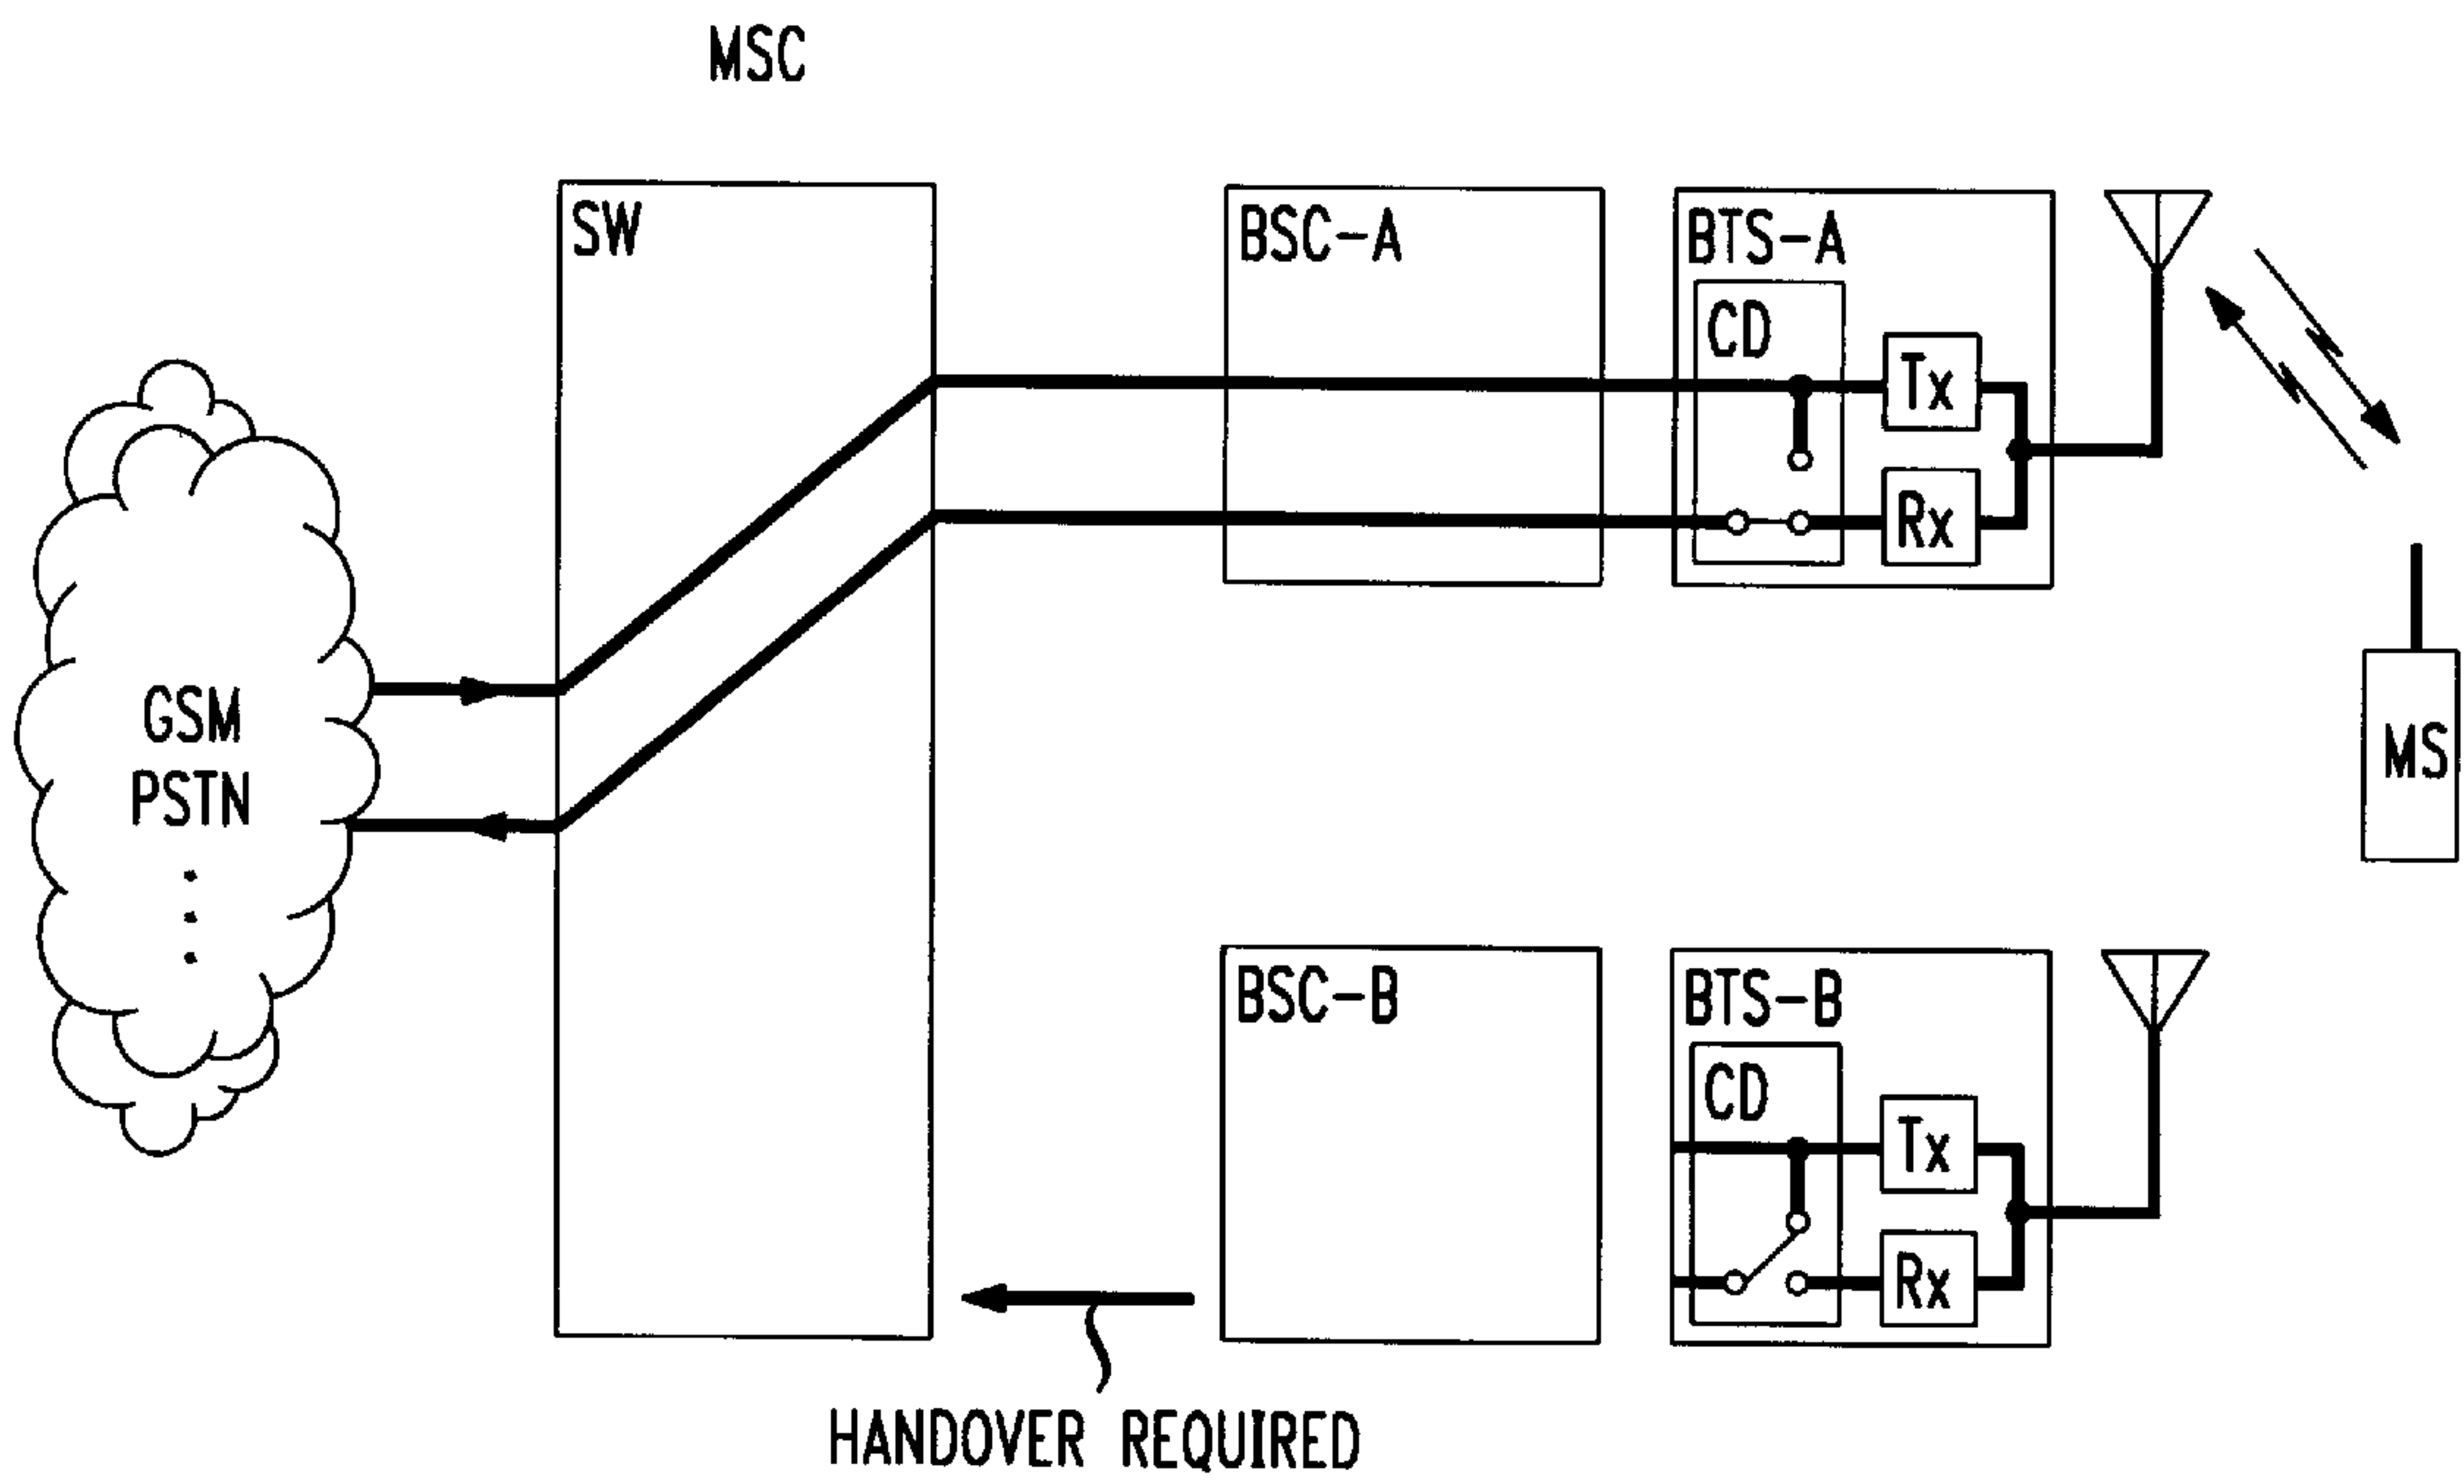 MSC
SW
BSC-A
BTS-A
CD
Tx
Rx
GSM
PSTN
MS
BSC-B
BTS-B
CD
Tx
Rx
HANDOVER REQUIRED